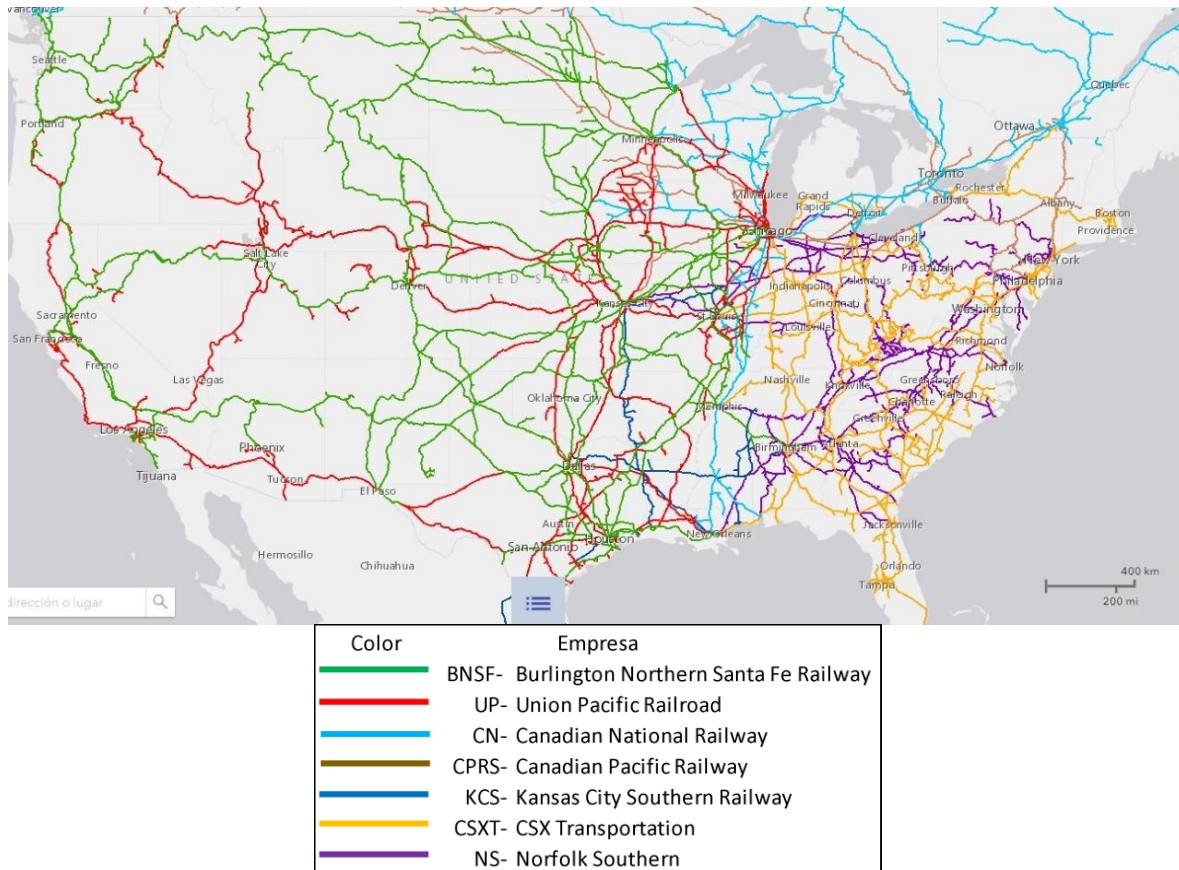 Vancouver
Seattle
Portland
Quebec
Ottawa
Minneapolis
Toronto
Milwaukee
Grand
Rapids
Rochester
Buffalo
Albany
Detroit
Boston
Providence
Chicago
Cleveland
Salt Lake
City
Denver
UNITED STATES
Pittsburgh
New York
Indianapolis
Columbus
Philadelphia
Kansas City
Cincinnati
Washington
Sacramento
St. Louis
San Francisco
Louisville
Richmond
Fresno
Norfolk
Las Vegas
Nashville
Knoxville
Greensboro
Raleigh
Oklahoma City
Memphis
Charlotte
Greenville
Los Angeles
Phoenix
Birmingham
Atlanta
Tijuana
Tucson
Dallas
El Paso
Austin
Jacksonville
Houston
New Orleans
San Antonio
Hermosillo
Chihuahua
Orlando
Tampa
400 km
200 mi
dirección o lugar
Color Empresa
BNSF- Burlington Northern Santa Fe Railway
UP- Union Pacific Railroad
CN- Canadian National Railway
CPRS- Canadian Pacific Railway
KCS- Kansas City Southern Railway
CSXT- CSX Transportation
NS- Norfolk Southern